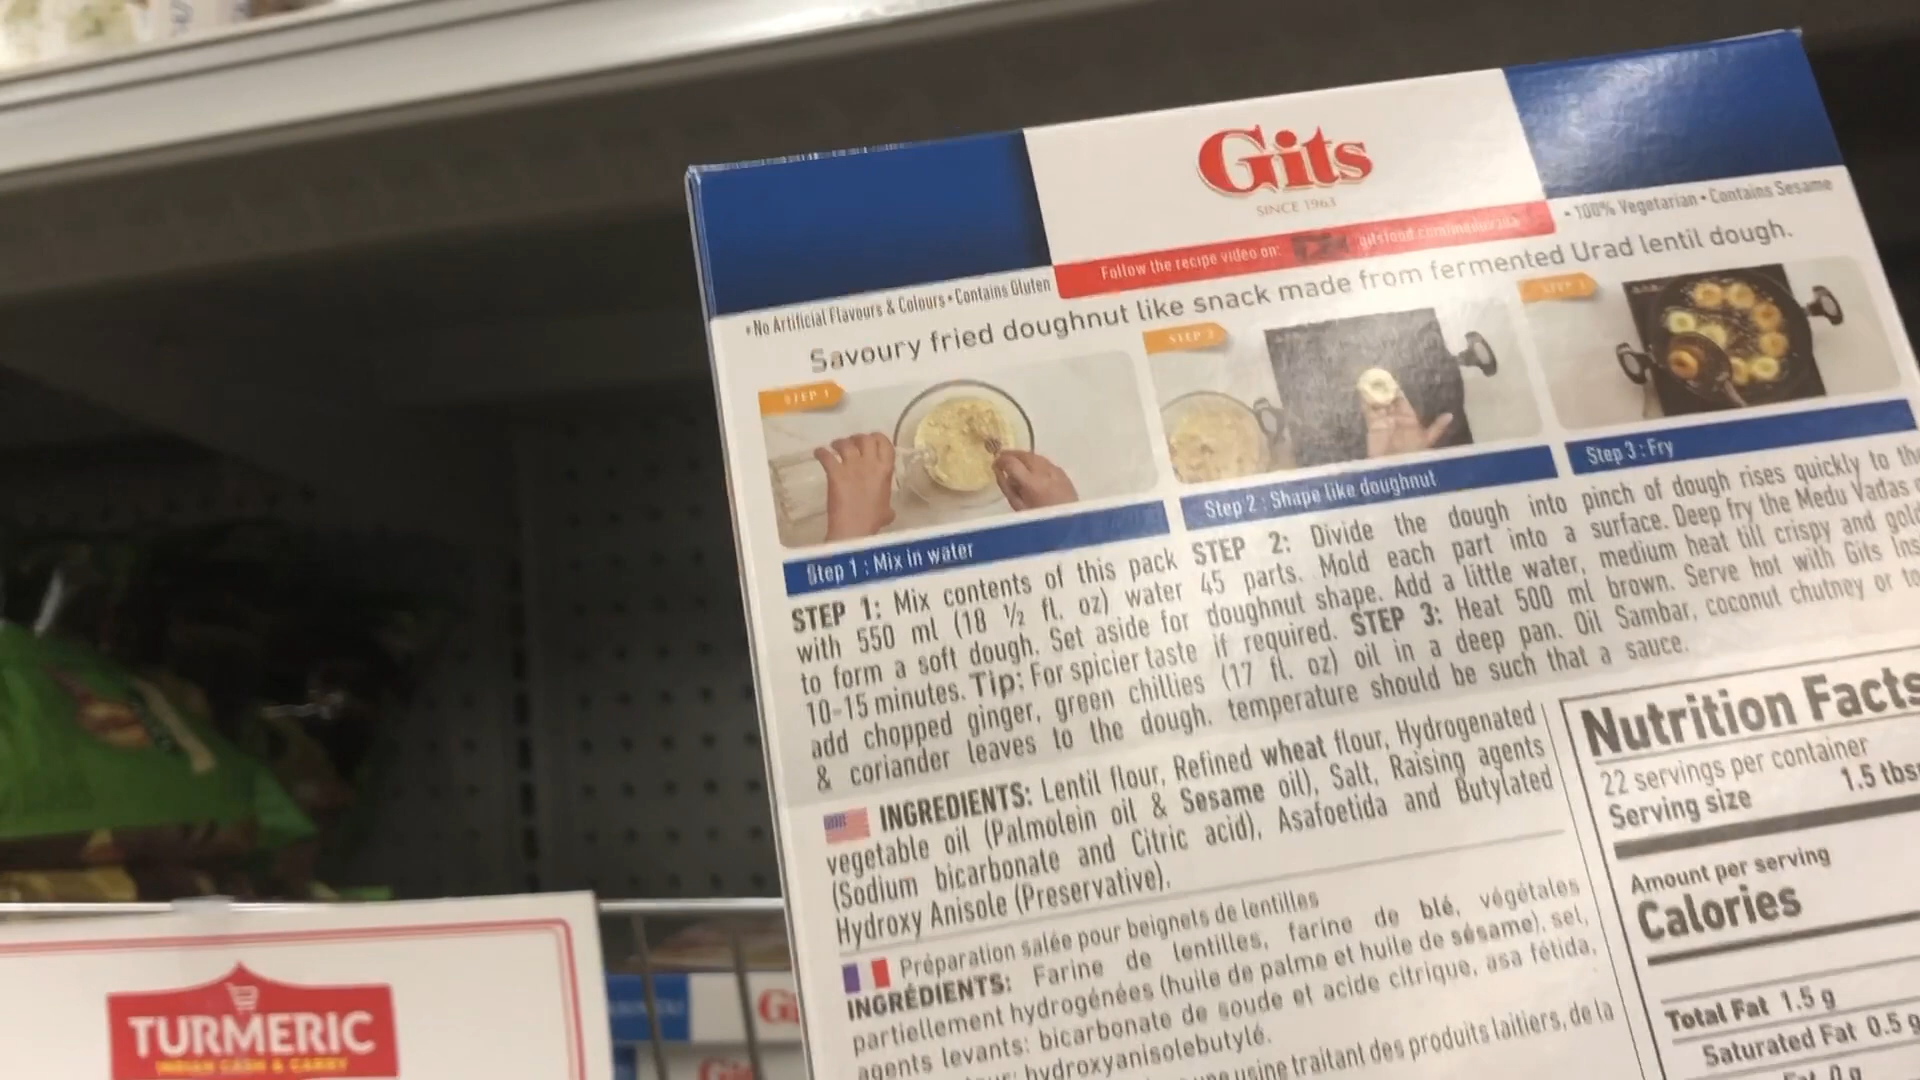 Gits
SINCE 1963
• 100% Vegetarian • Contains Sesame
Follow the recipe video on:
gitsfood.com/meduvada
• No Artificial Flavours & Colours • Contains Gluten
Savoury fried doughnut like snack made from fermented Urad lentil dough.
STEP 1
STEP 2
STEP 3
Step 1 : Mix in water
Step 2 : Shape like doughnut
Step 3 : Fry
STEP 1: Mix contents of this pack
with 550 ml (18 ½ fl. oz) water
to form a soft dough. Set aside for
10-15 minutes. Tip: For spicier taste
add chopped ginger, green chillies
& coriander leaves to the dough.
STEP 2: Divide the dough into
45 parts. Mold each part into a
doughnut shape. Add a little water,
if required. STEP 3: Heat 500 ml
(17 fl. oz) oil in a deep pan. Oil
temperature should be such that a
pinch of dough rises quickly to the
surface. Deep fry the Medu Vadas
medium heat till crispy and
brown. Serve hot with Gits
Sambar, coconut chutney or
sauce.
INGREDIENTS: Lentil flour, Refined wheat flour, Hydrogenated
vegetable oil (Palmolein oil & Sesame oil), Salt, Raising agents
(Sodium bicarbonate and Citric acid), Asafoetida and Butylated
Hydroxy Anisole (Preservative).
Préparation salée pour beignets de lentilles
INGRÉDIENTS: Farine de lentilles, farine de blé, végétales
partiellement hydrogénées (huile de palme et huile de sésame), sel,
agents levants: bicarbonate de soude et acide citrique, asa fétida,
hydroxyanisolebutylé.
usine traitant des produits laitiers, de la
Nutrition Facts
22 servings per container
Serving size 1.5 tbs
Amount per serving
Calories
Total Fat 1.5 g
Saturated Fat 0.5 g
Fat 0 g
TURMERIC
INDIAN CASH & CARRY